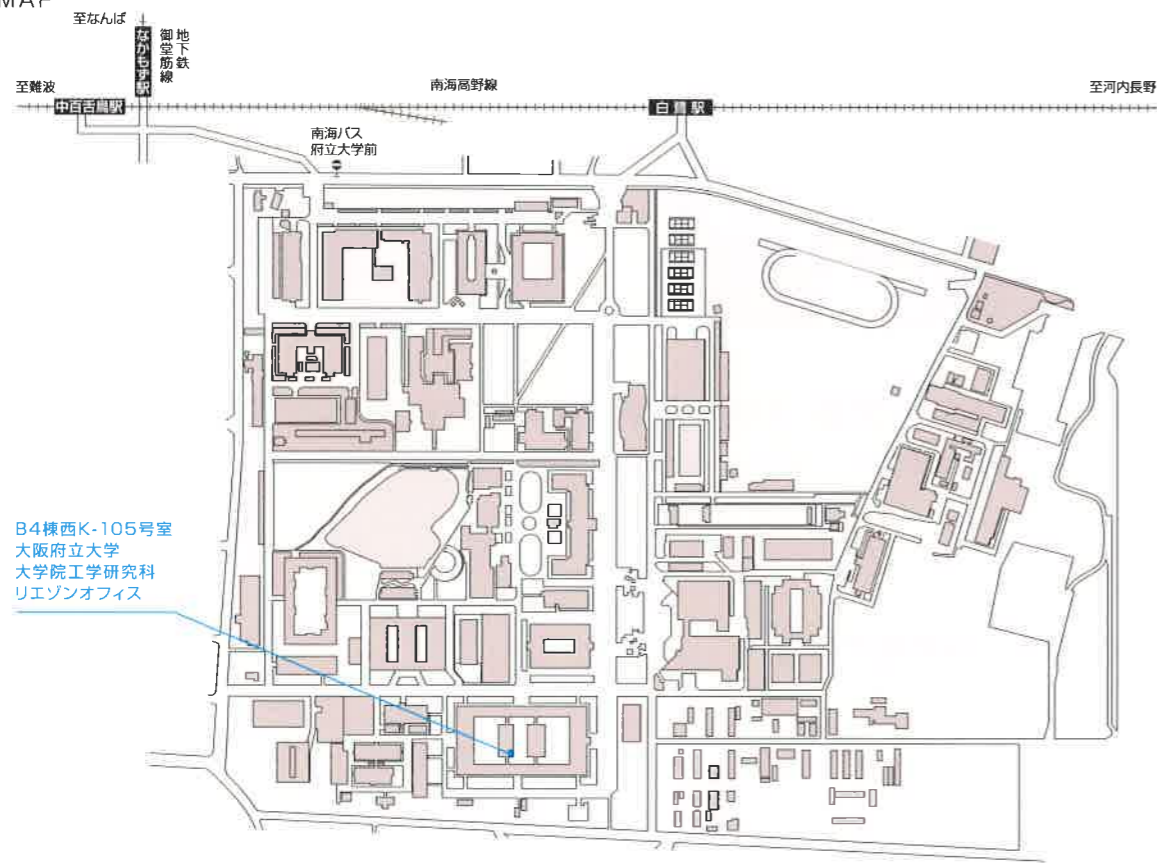 MAP
至なんば
なかもず駅
地下鉄
御堂筋線
至難波
中百舌鳥駅
南海高野線
白鷺駅
至河内長野
南海バス
府立大学前
B4棟西K-105号室
大阪府立大学
大学院工学研究科
リエゾンオフィス